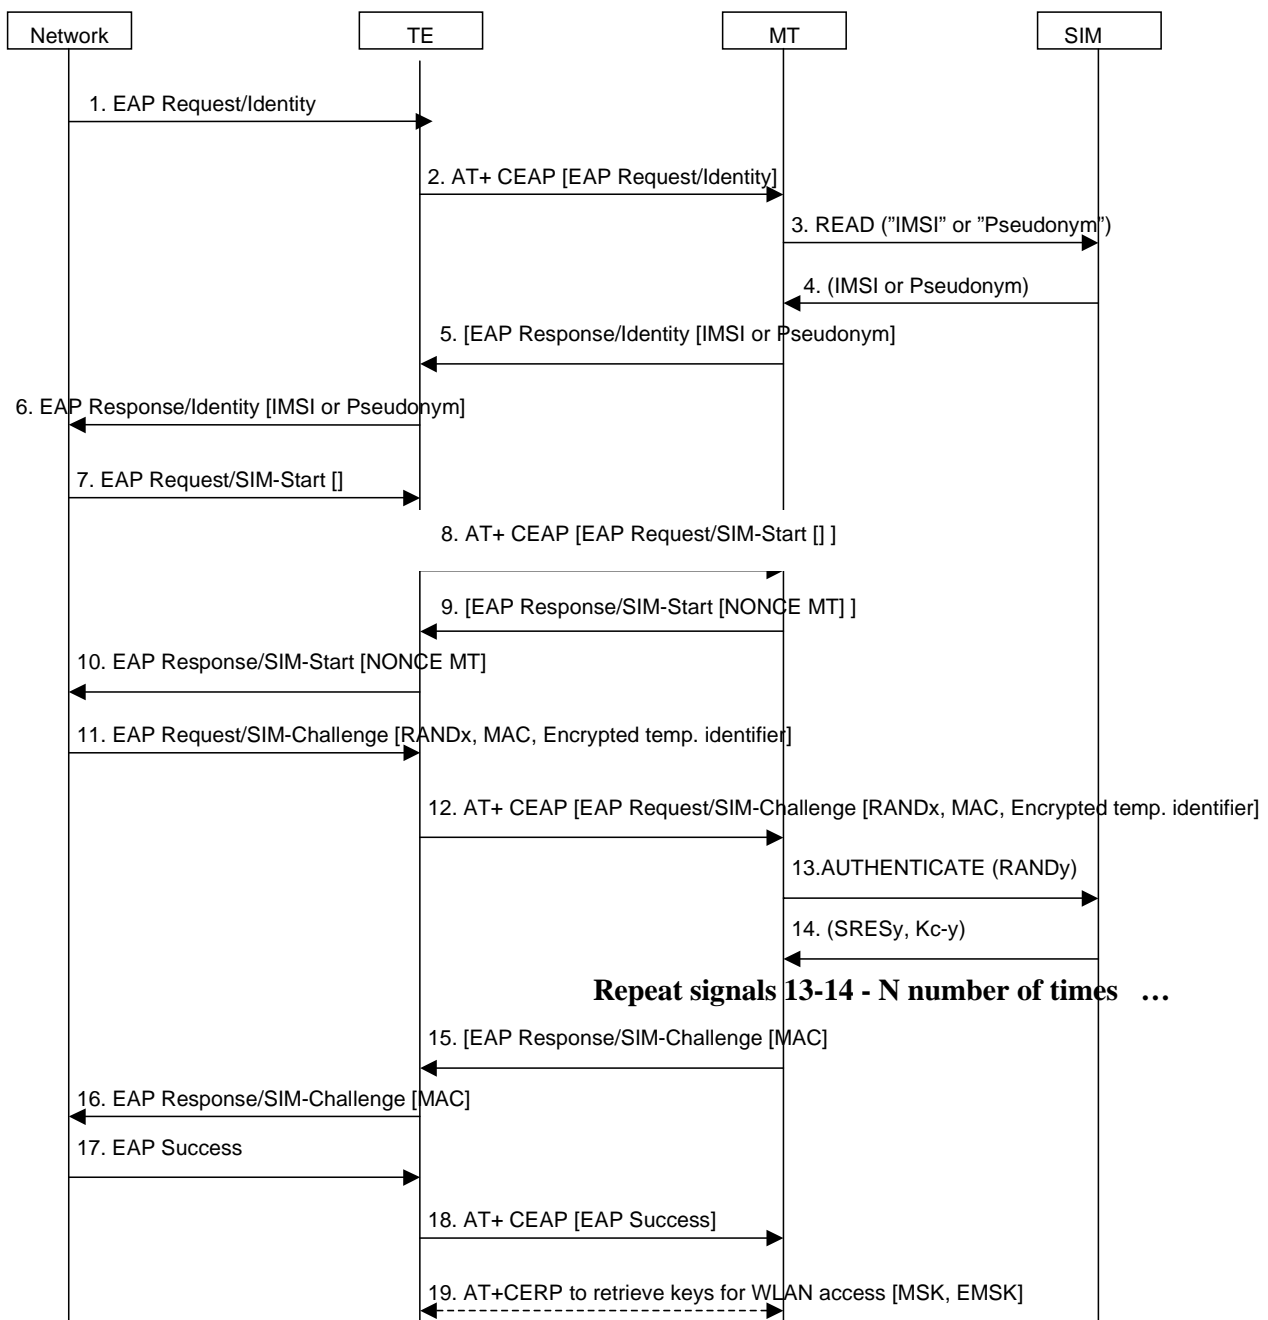 Network
TE
MT
SIM
1. EAP Request/Identity
2. AT+ CEAP [EAP Request/Identity]
3. READ ("IMSI" or ”Pseudonym”)
4. (IMSI or Pseudonym)
5. [EAP Response/Identity [IMSI or Pseudonym]
6. EAP Response/Identity [IMSI or Pseudonym]
7. EAP Request/SIM-Start []
8. AT+ CEAP [EAP Request/SIM-Start [] ]
9. [EAP Response/SIM-Start [NONCE MT] ]
10. EAP Response/SIM-Start [NONCE MT]
11. EAP Request/SIM-Challenge [RANDx, MAC, Encrypted temp. identifier]
12. AT+ CEAP [EAP Request/SIM-Challenge [RANDx, MAC, Encrypted temp. identifier]
13.AUTHENTICATE (RANDy)
14. (SRESy, Kc-y)
Repeat signals 13-14 - N number of times …
15. [EAP Response/SIM-Challenge [MAC]
16. EAP Response/SIM-Challenge [MAC]
17. EAP Success
18. AT+ CEAP [EAP Success]
19. AT+CERP to retrieve keys for WLAN access [MSK, EMSK]